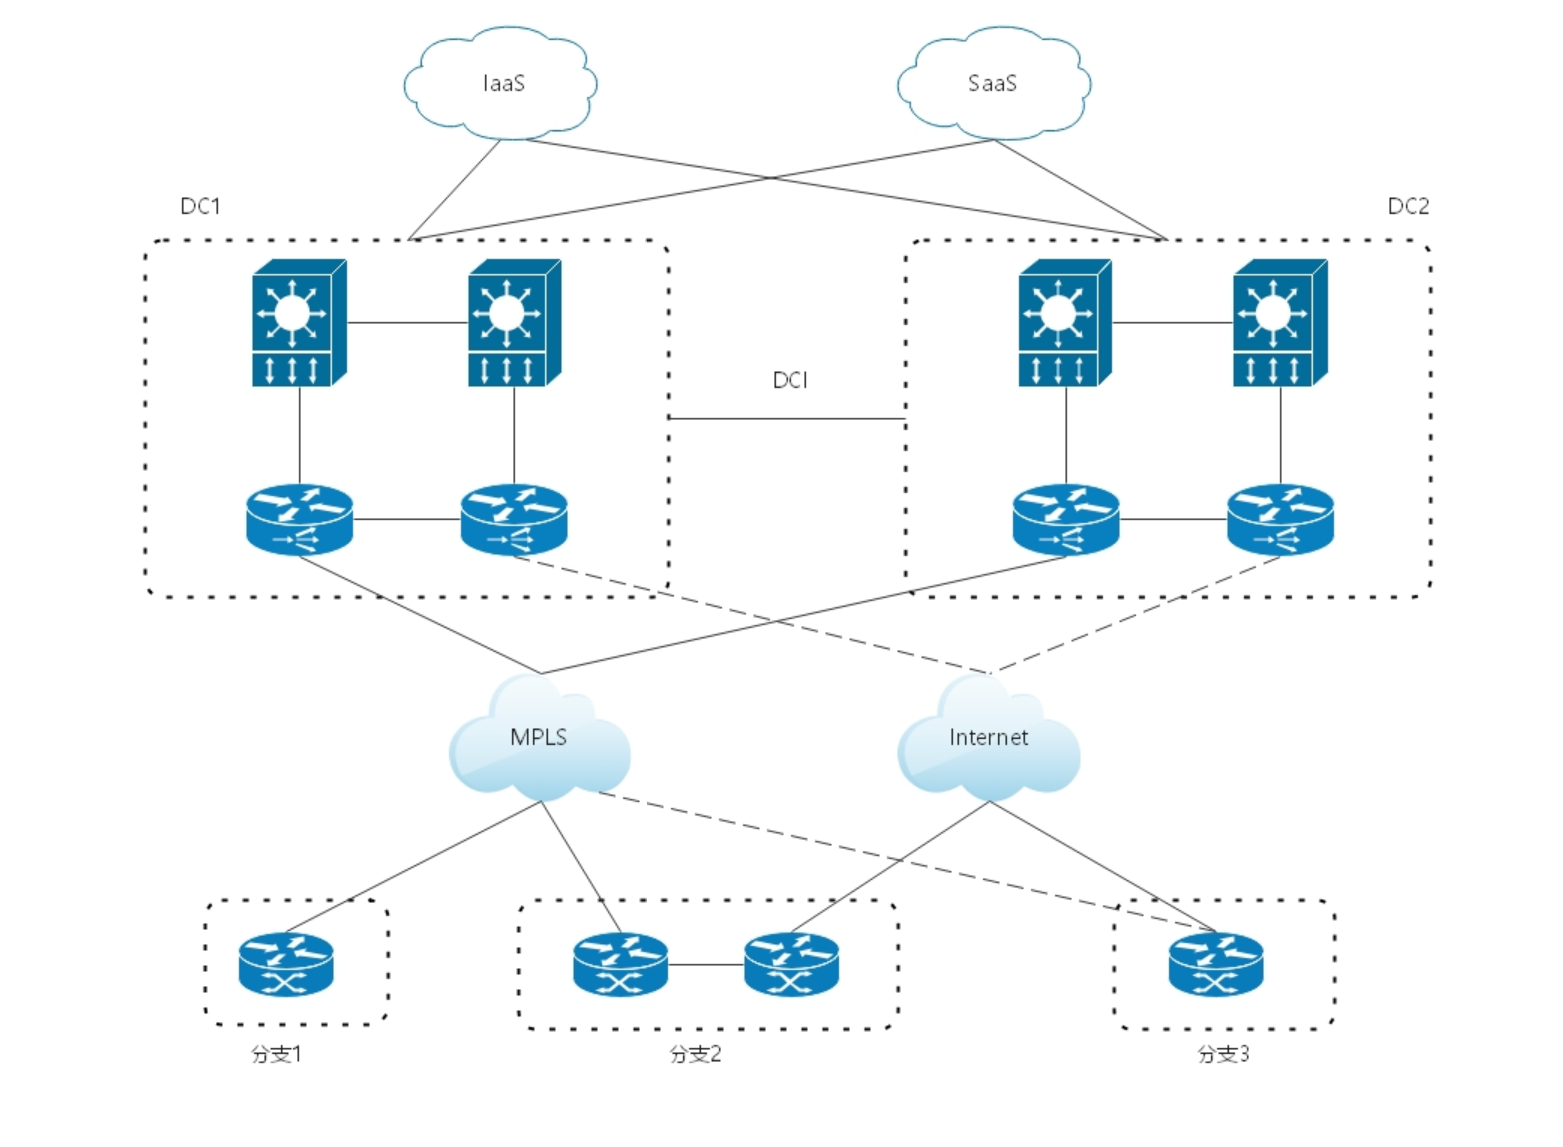 IaaS
SaaS
DC1
DC2
DCI
MPLS
Internet
分支1
分支2
分支3